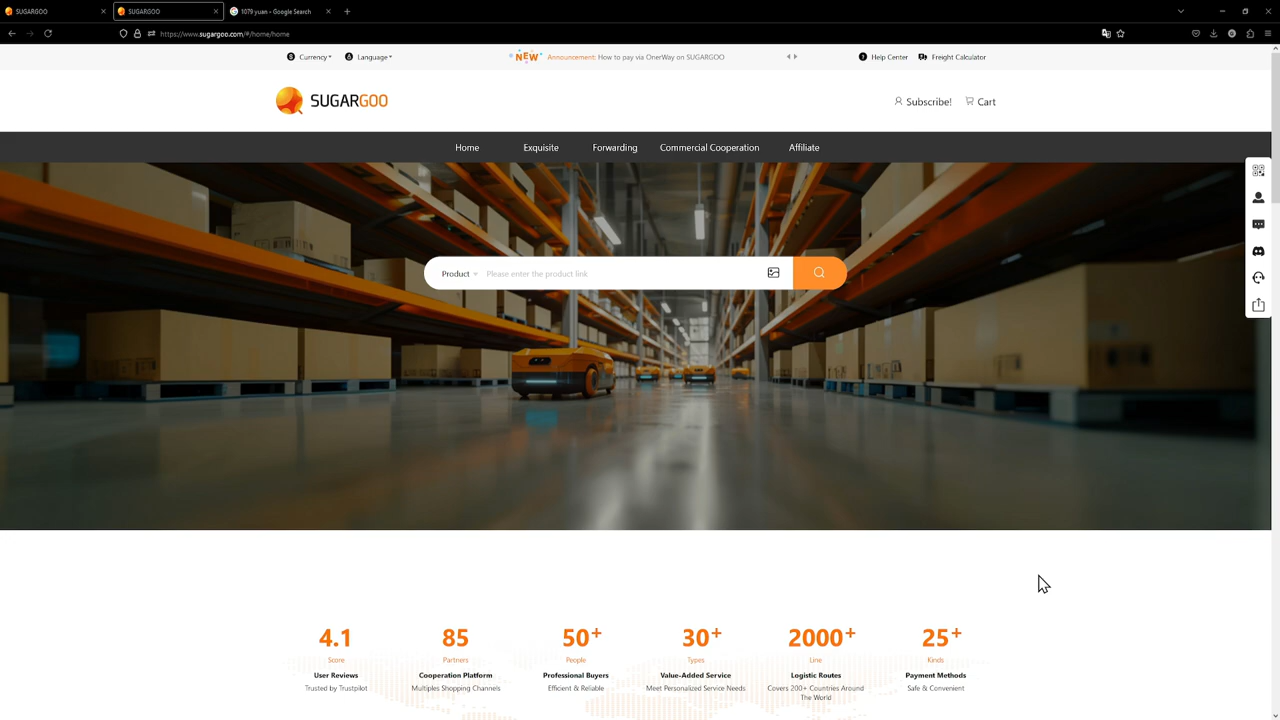 SUGARGOO
SUGARGOO
1079 yuan - Google Search
https://www.sugargoo.com/#/home/home
Currency
Language
NEW
Announcement: How to pay via OnerWay on SUGARGOO
Help Center
Freight Calculator
SUGARGOO
Subscribe!
Cart
Home
Exquisite
Forwarding
Commercial Cooperation
Affiliate
Product
Please enter the product link
4.1
85
50+
30+
2000+
25+
Score
Partners
People
Types
Line
Kinds
User Reviews
Cooperation Platform
Professional Buyers
Value-Added Service
Logistic Routes
Payment Methods
Trusted by Trustpilot
Multiples Shopping Channels
Efficient & Reliable
Meet Personalized Service Needs
Covers 200+ Countries Around
The World
Safe & Convenient